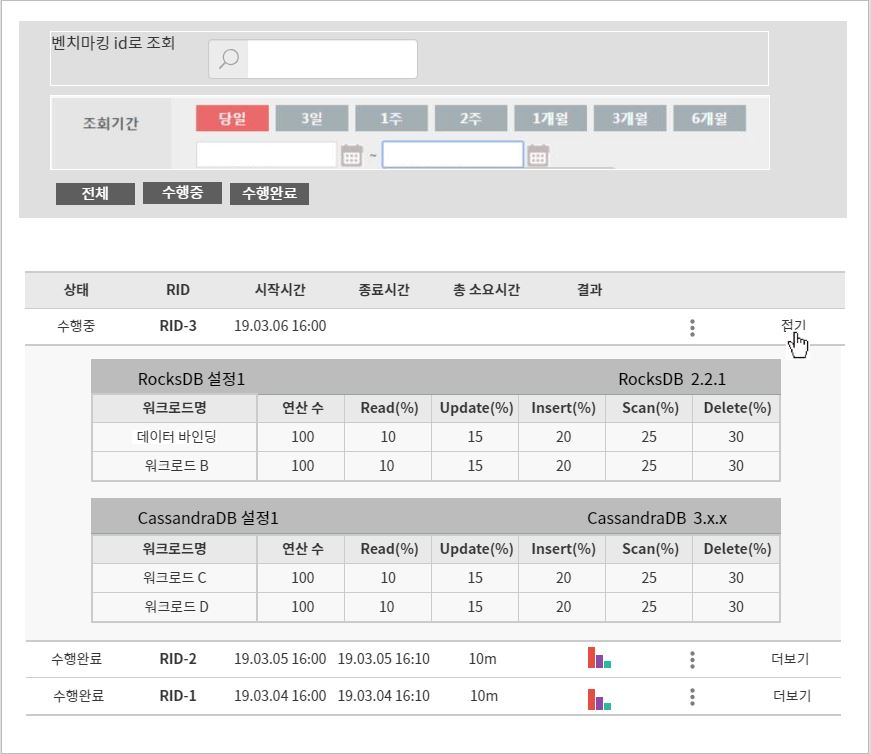 벤치마킹 id로 조회
조회기간 당일 3일 1주 2주 1개월 3개월 6개월
~
전체 수행중 수행완료
상태 RID 시작시간 종료시간 총 소요시간 결과
수행중 RID-3 19.03.06 16:00 접기
RocksDB 설정1 RocksDB 2.2.1
워크로드명 연산 수 Read(%) Update(%) Insert(%) Scan(%) Delete(%)
데이터 바인딩 100 10 15 20 25 30
워크로드 B 100 10 15 20 25 30
CassandraDB 설정1 CassandraDB 3.x.x
워크로드명 연산 수 Read(%) Update(%) Insert(%) Scan(%) Delete(%)
워크로드 C 100 10 15 20 25 30
워크로드 D 100 10 15 20 25 30
수행완료 RID-2 19.03.05 16:00 19.03.05 16:10 10m 더보기
수행완료 RID-1 19.03.04 16:00 19.03.04 16:10 10m 더보기